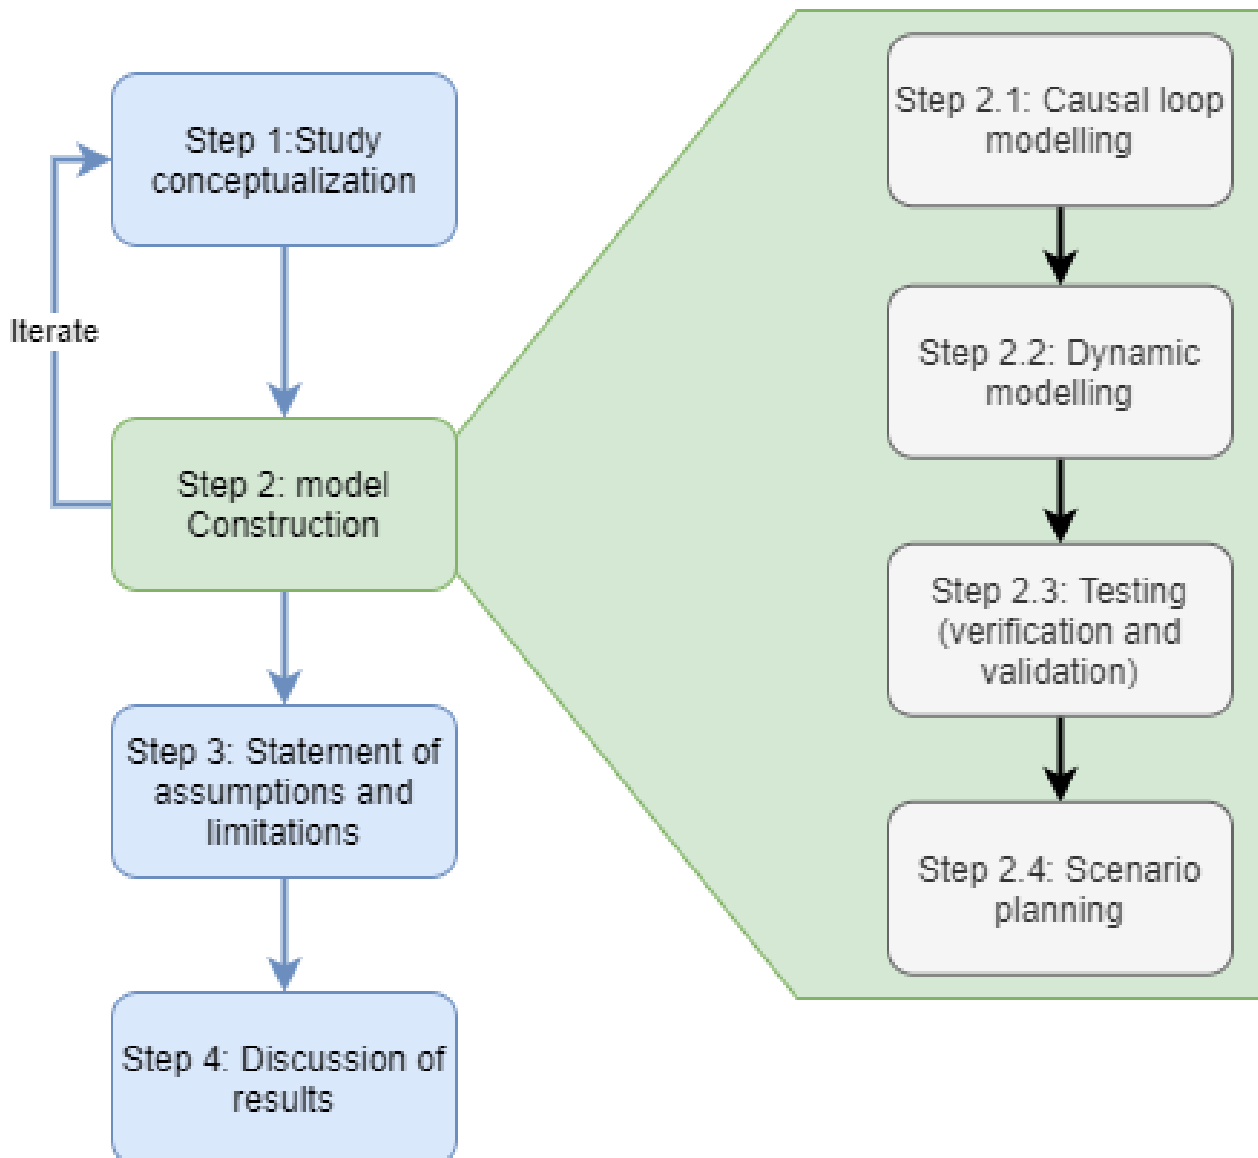 Step 1:Study
conceptualization
Iterate
Step 2: model
Construction
Step 3: Statement of
assumptions and
limitations
Step 4: Discussion of
results
Step 2.1: Causal loop
modelling
Step 2.2: Dynamic
modelling
Step 2.3: Testing
(verification and
validation)
Step 2.4: Scenario
planning